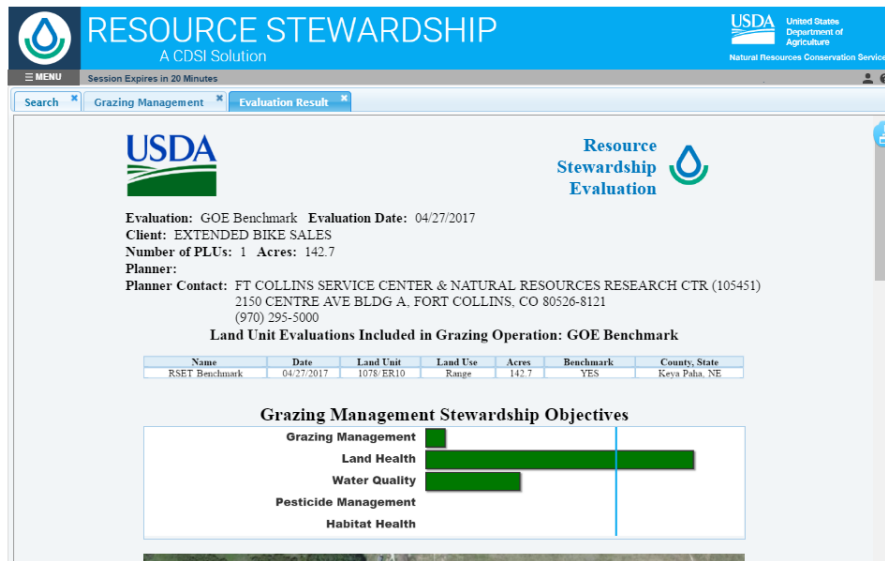 RESOURCE STEWARDSHIP
A CDSI Solution
USDA
United States
Department of
Agriculture
Natural Resources Conservation Service
☰ MENU
Session Expires in 20 Minutes
Search
Grazing Management
Evaluation Result
USDA
Resource
Stewardship
Evaluation
Evaluation: GOE Benchmark Evaluation Date: 04/27/2017
Client: EXTENDED BIKE SALES
Number of PLUs: 1 Acres: 142.7
Planner:
Planner Contact: FT COLLINS SERVICE CENTER & NATURAL RESOURCES RESEARCH CTR (105451)
2150 CENTRE AVE BLDG A, FORT COLLINS, CO 80526-8121
(970) 295-5000
Land Unit Evaluations Included in Grazing Operation: GOE Benchmark
Name Date Land Unit Land Use Acres Benchmark County, State
RSET Benchmark 04/27/2017 1078/ER10 Range 142.7 YES Keya Paha, NE
Grazing Management Stewardship Objectives
Grazing Management
Land Health
Water Quality
Pesticide Management
Habitat Health